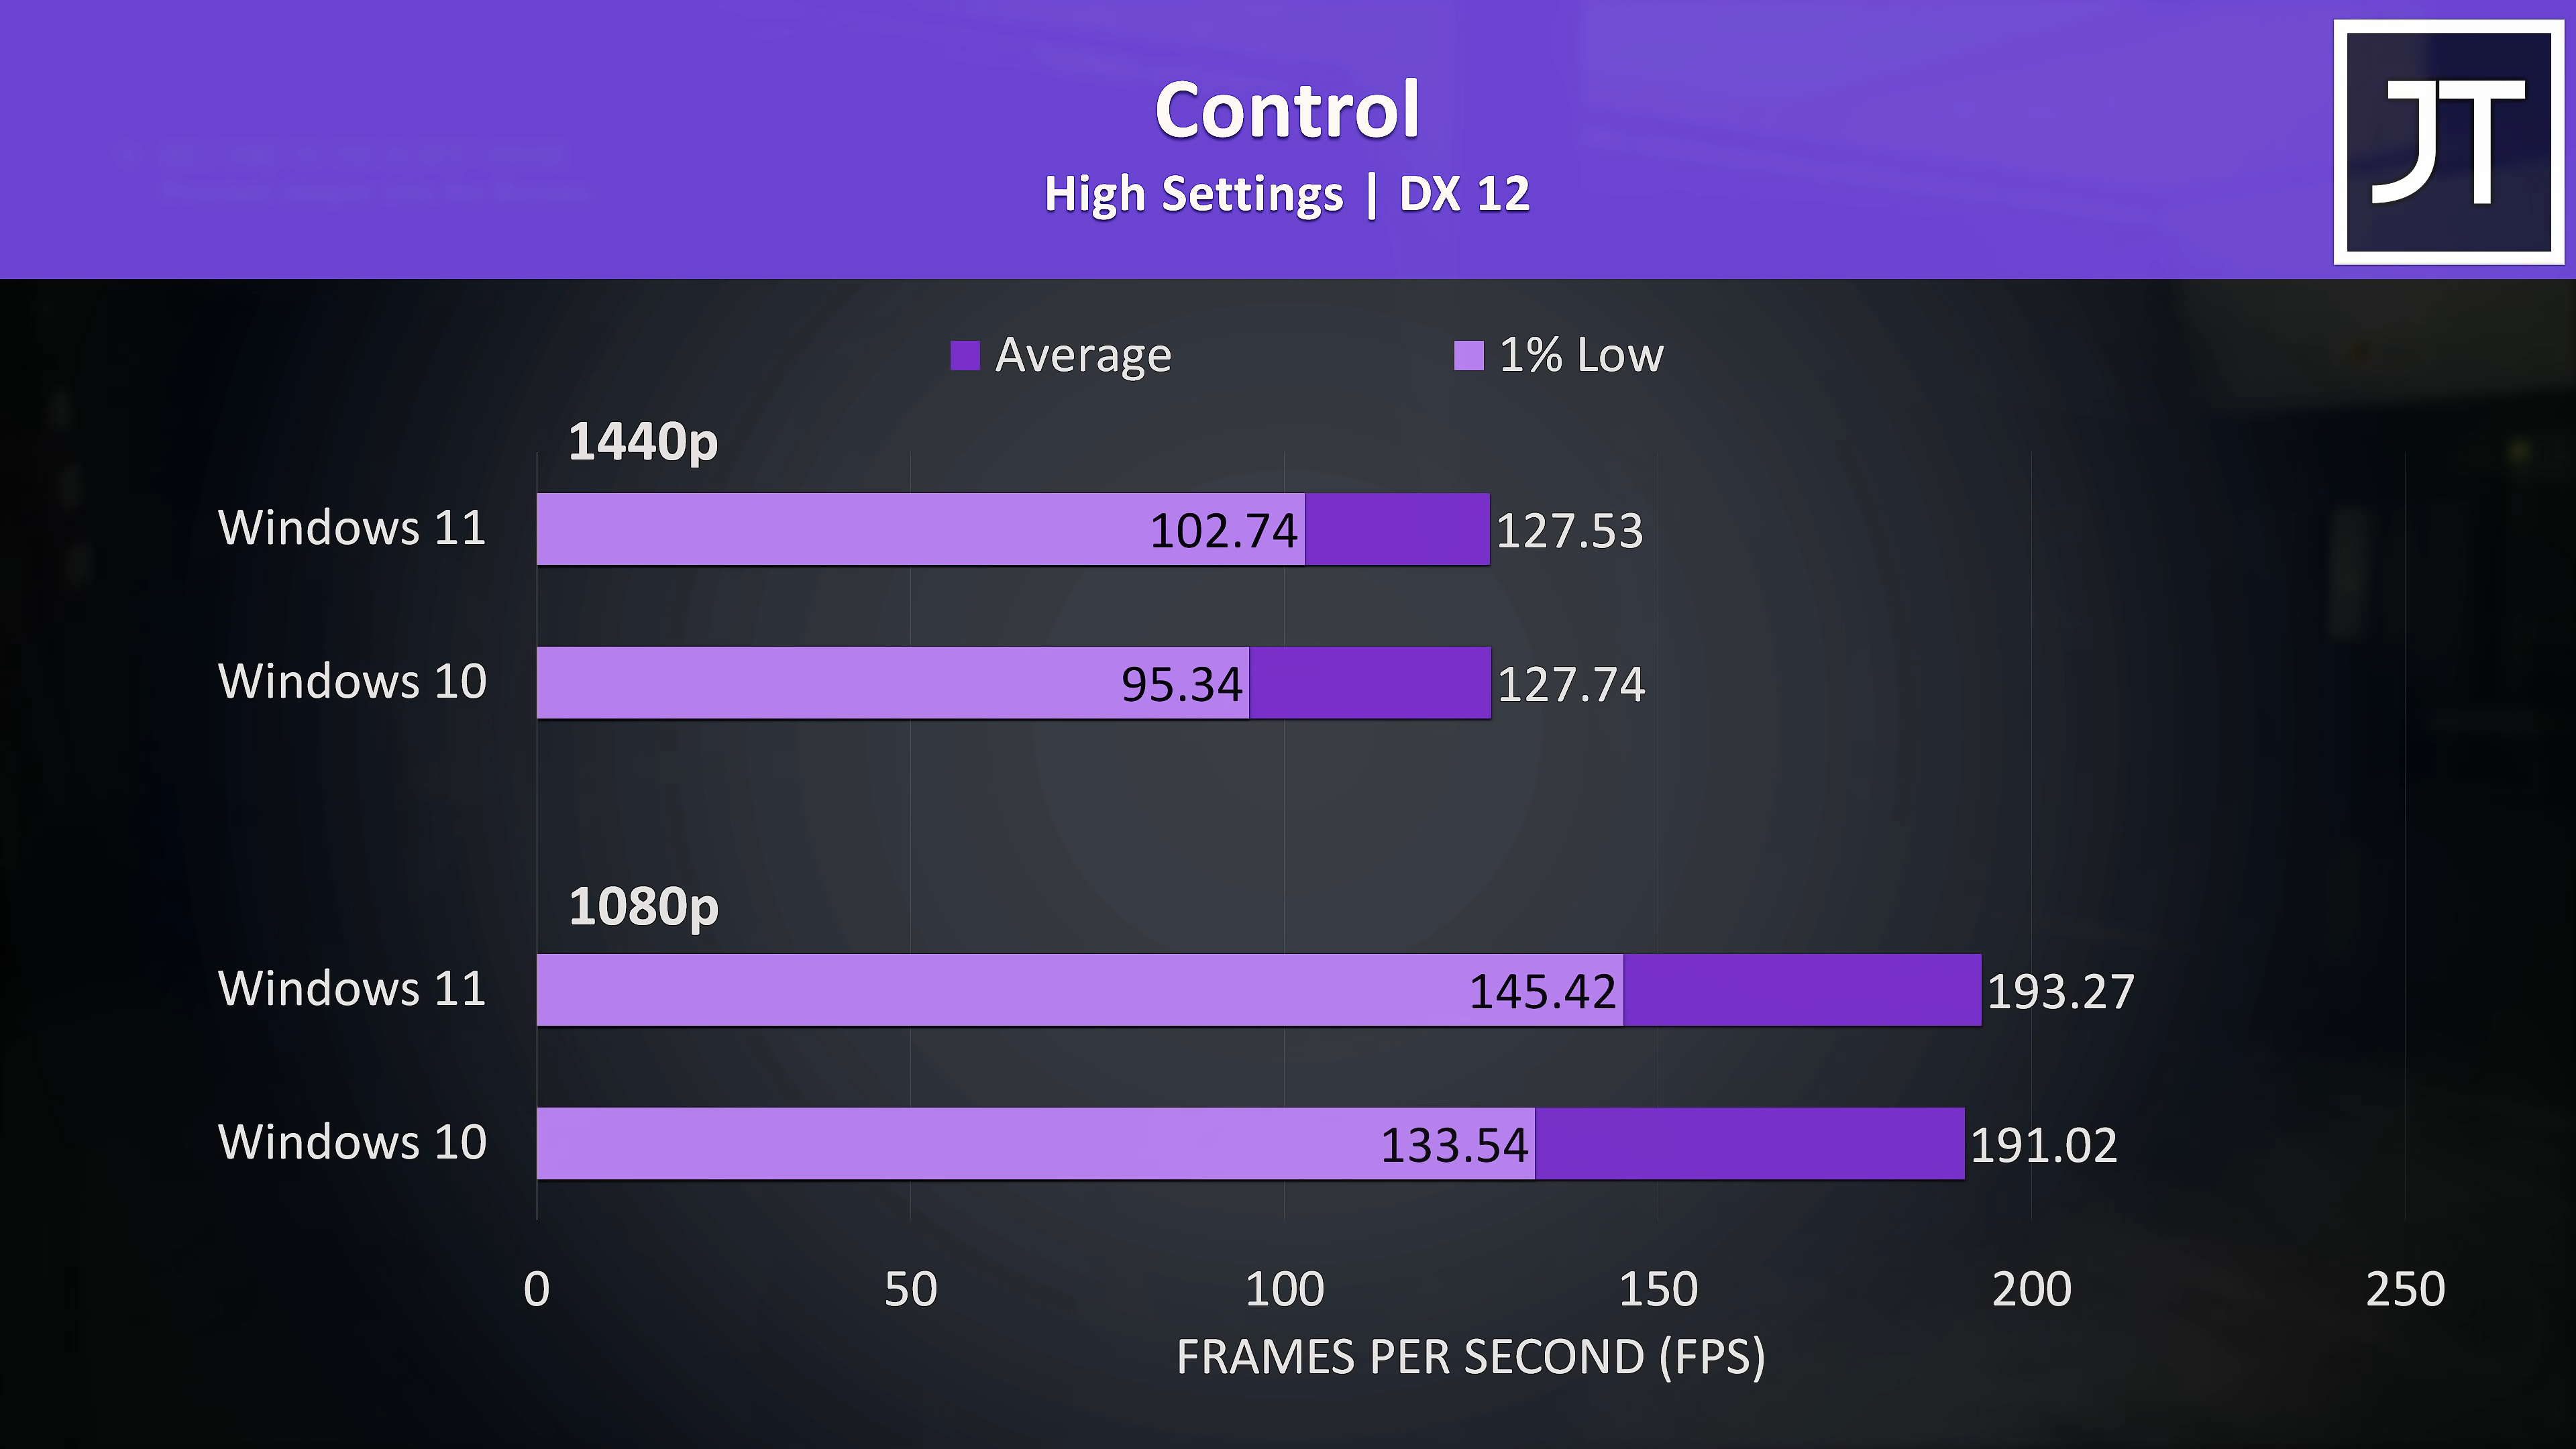 Control
High Settings | DX 12
JT
Average
1% Low
1440p
Windows 11
102.74
127.53
Windows 10
95.34
127.74
1080p
Windows 11
145.42
193.27
Windows 10
133.54
191.02
0 50 100 150 200 250
FRAMES PER SECOND (FPS)